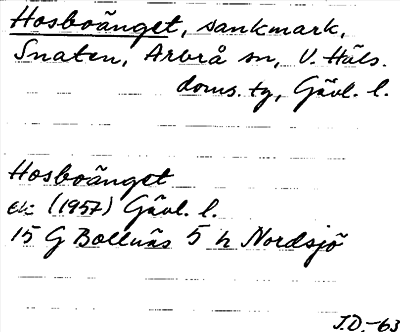 Hosboänget, sankmark,
Snaten, Arbrå sn, V. Häls.
doms. tg, Gävl. l.
Hosboänget
ek (1957) Gävl. l.
15 G Bollnäs 5 h Nordsjö
J.D.-63